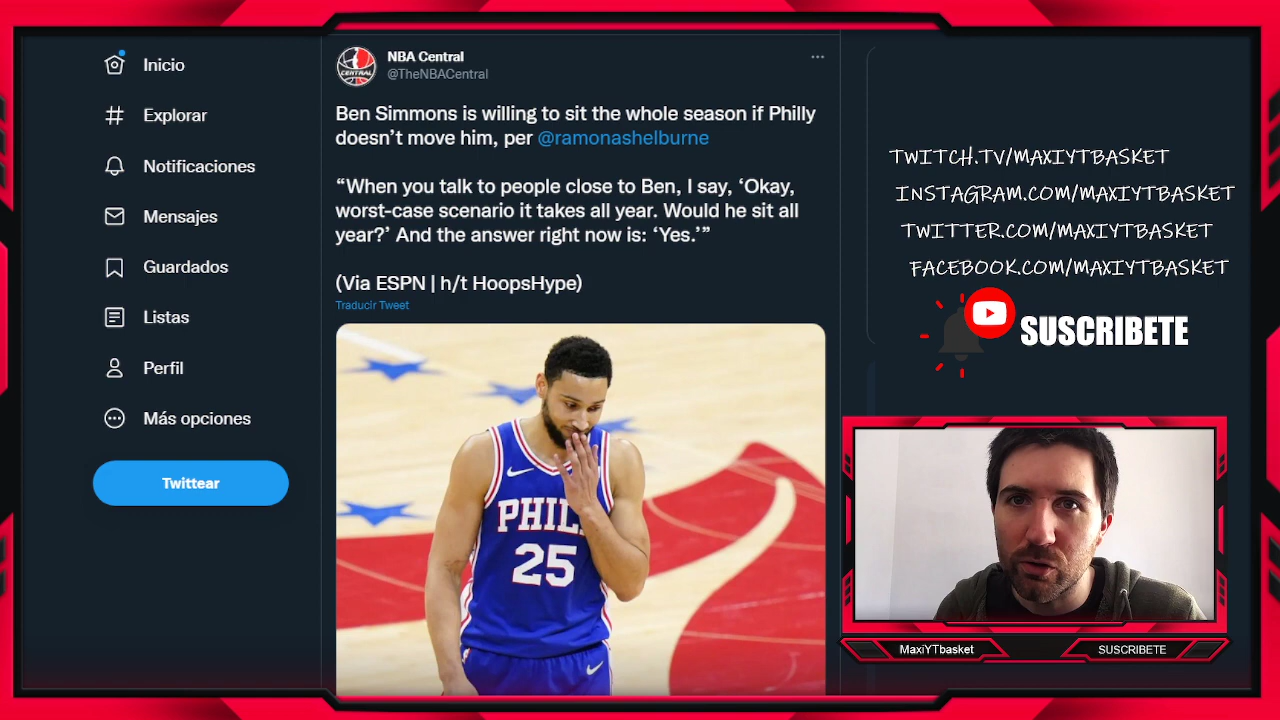 Inicio
Explorar
Notificaciones
Mensajes
Guardados
Listas
Perfil
Más opciones
Twittear
CENTRAL
NBA Central
@TheNBACentral
Ben Simmons is willing to sit the whole season if Philly
doesn’t move him, per @ramonashelburne
“When you talk to people close to Ben, I say, ‘Okay,
worst-case scenario it takes all year. Would he sit all
year?’ And the answer right now is: ‘Yes.’”
(Via ESPN | h/t HoopsHype)
Traducir Tweet
PHIL
25
TWITCH.TV/MAXIYTBASKET
INSTAGRAM.COM/MAXIYTBASKET
TWITTER.COM/MAXIYTBASKET
FACEBOOK.COM/MAXIYTBASKET
SUSCRIBETE
MaxiYTbasket
SUSCRIBETE